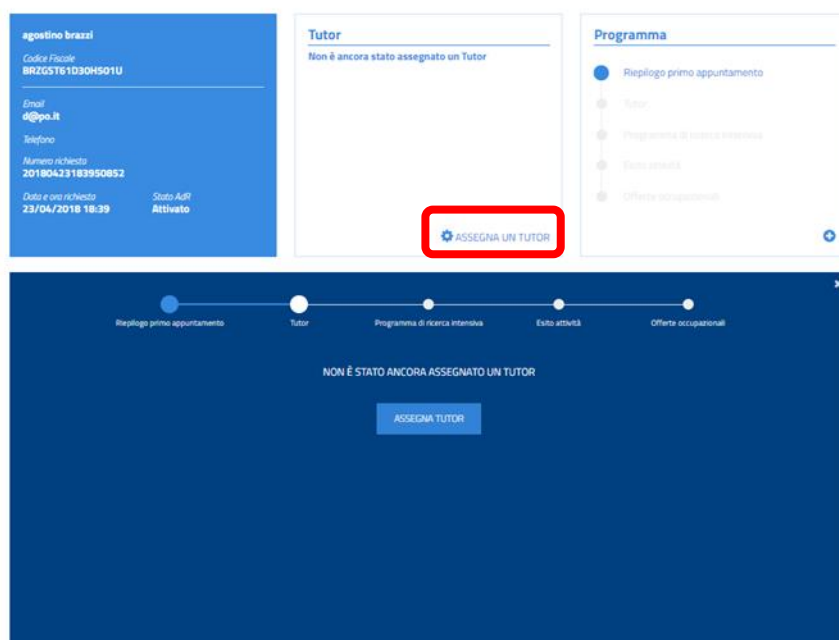 agostino brazzi
Codice Fiscale
BRZGST61D30H501U
Email
d@po.it
Telefono
Numero richiesta
20180423183950852
Data e ora richiesta
Stato AdR
23/04/2018 18:39
Attivato
Tutor
Non è ancora stato assegnato un Tutor
ASSEGNA UN TUTOR
Programma
Riepilogo primo appuntamento
Tutor
Programma di ricerca intensiva
Esito attività
Offerte occupazionali
Riepilogo primo appuntamento
Tutor
Programma di ricerca intensiva
Esito attività
Offerte occupazionali
NON È STATO ANCORA ASSEGNATO UN TUTOR
ASSEGNA TUTOR